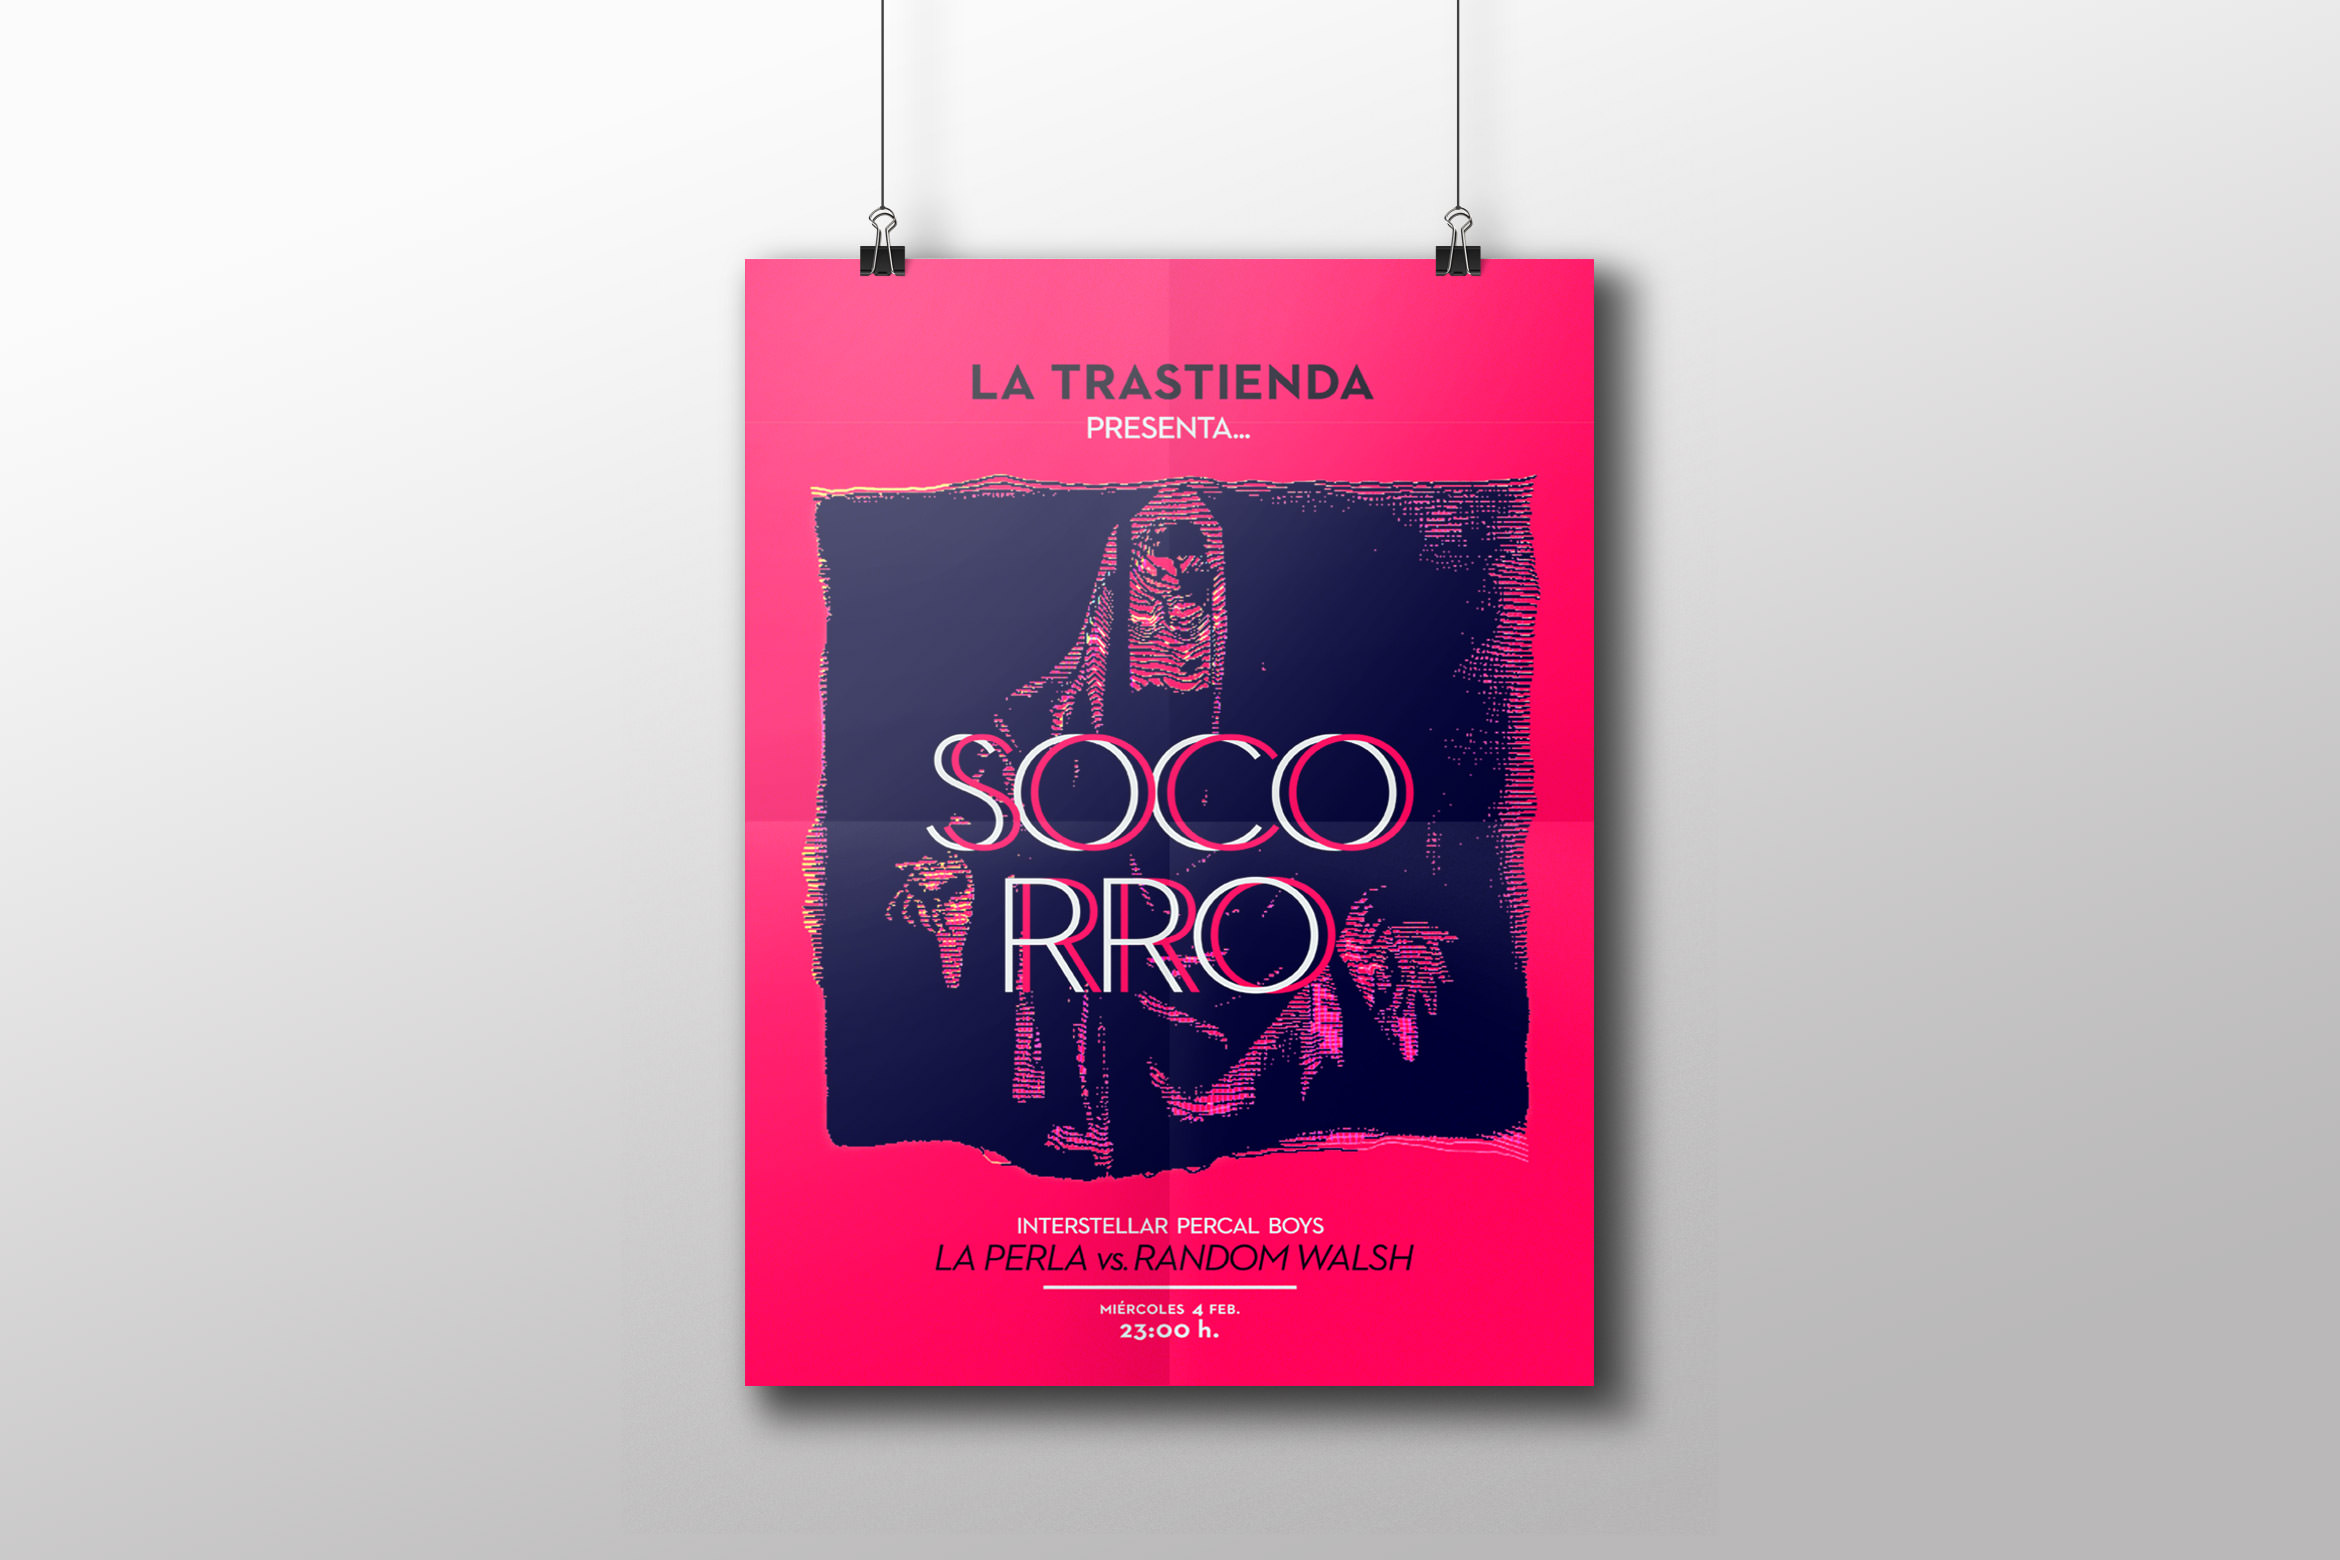 LA TRASTIENDA
PRESENTA...
SOCO
RRO
INTERSTELLAR PERCAL BOYS
LA PERLA vs. RANDOM WALSH
MIÉRCOLES 4 FEB.
23:00 h.